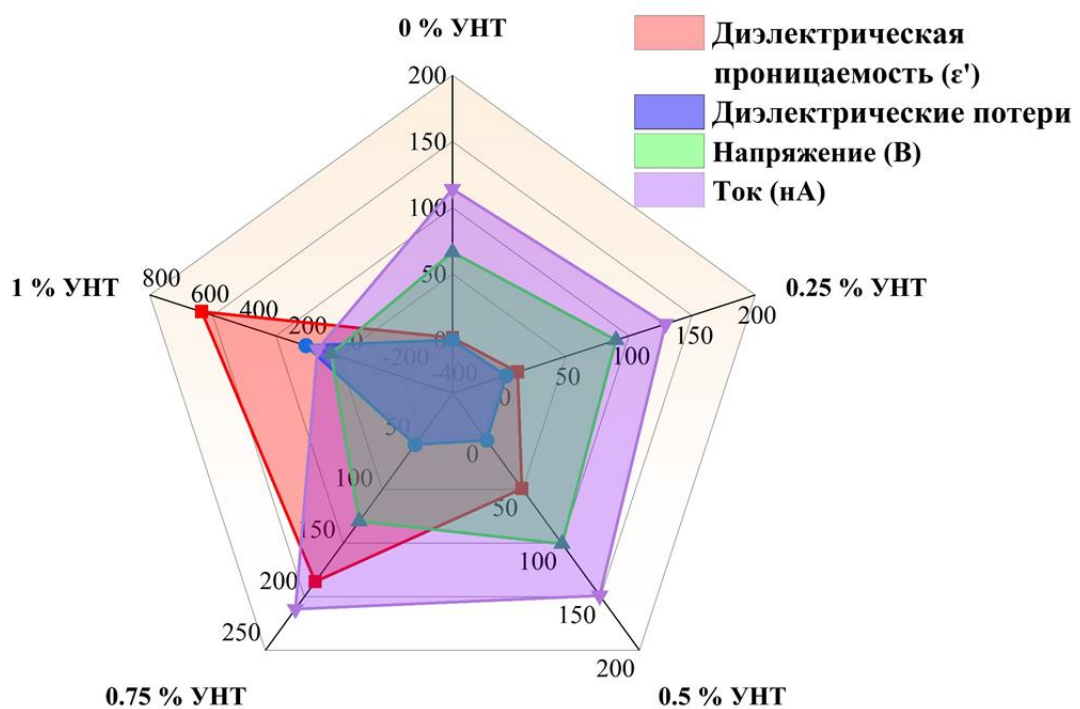 0 % УНТ
Диэлектрическая
проницаемость (ε')
Диэлектрические потери
Напряжение (В)
Ток (нА)
200
150
100
50
0
1 % УНТ
800
600
400
200
0
-200
-400
0.25 % УНТ
200
150
100
50
0
0.75 % УНТ
50
100
150
200
250
0.5 % УНТ
0
50
100
150
200